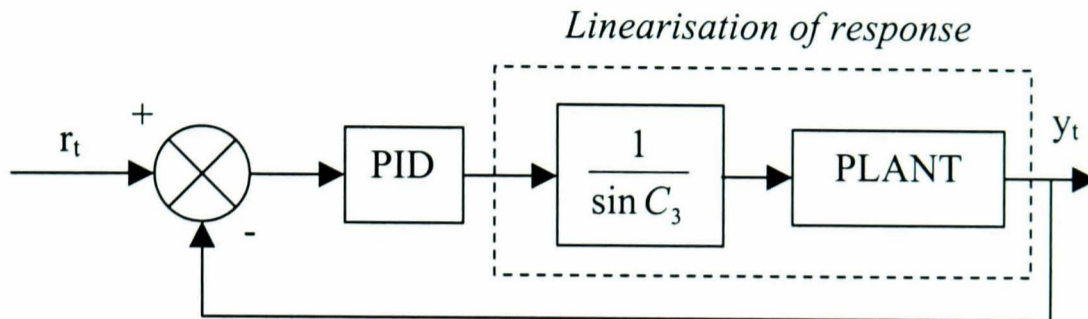 Linearisation of response
+
r_t
-
PID
1
sin C_3
PLANT
y_t